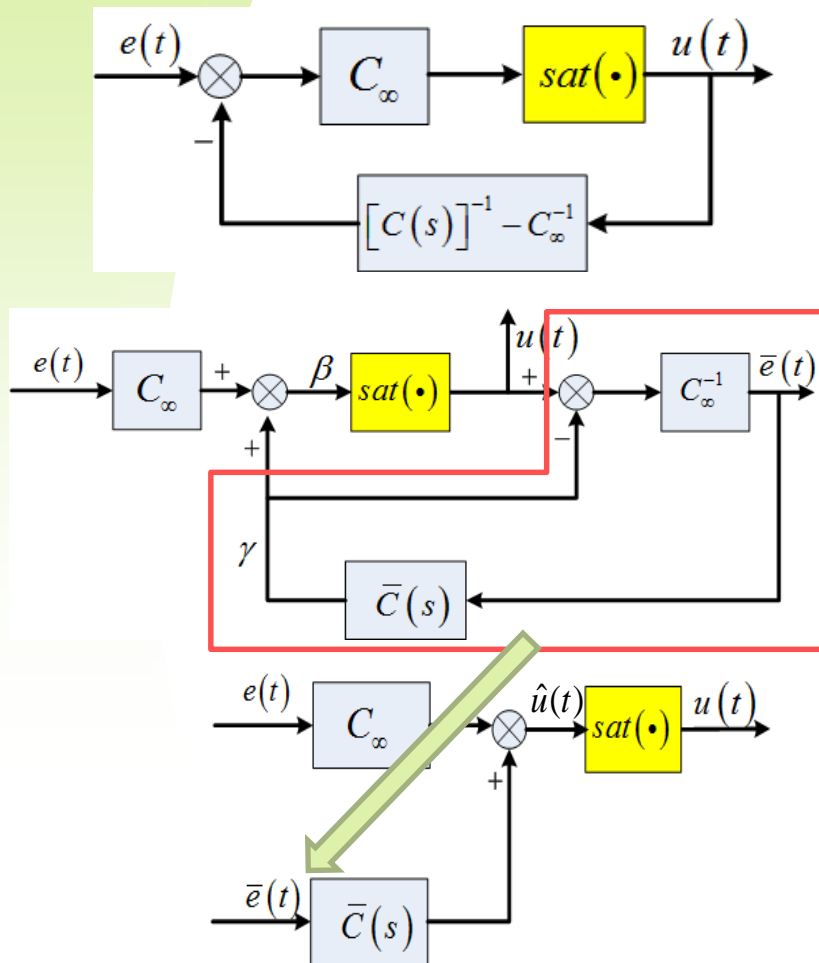 e(t)
C∞
sat(•)
u(t)
−
[C(s)]⁻¹ − C∞⁻¹
e(t)
C∞
+
β
sat(•)
u(t)
+
C∞⁻¹
e̅(t)
+
−
γ
C̅(s)
e(t)
C∞
û(t)
sat(•)
u(t)
+
e̅(t)
C̅(s)